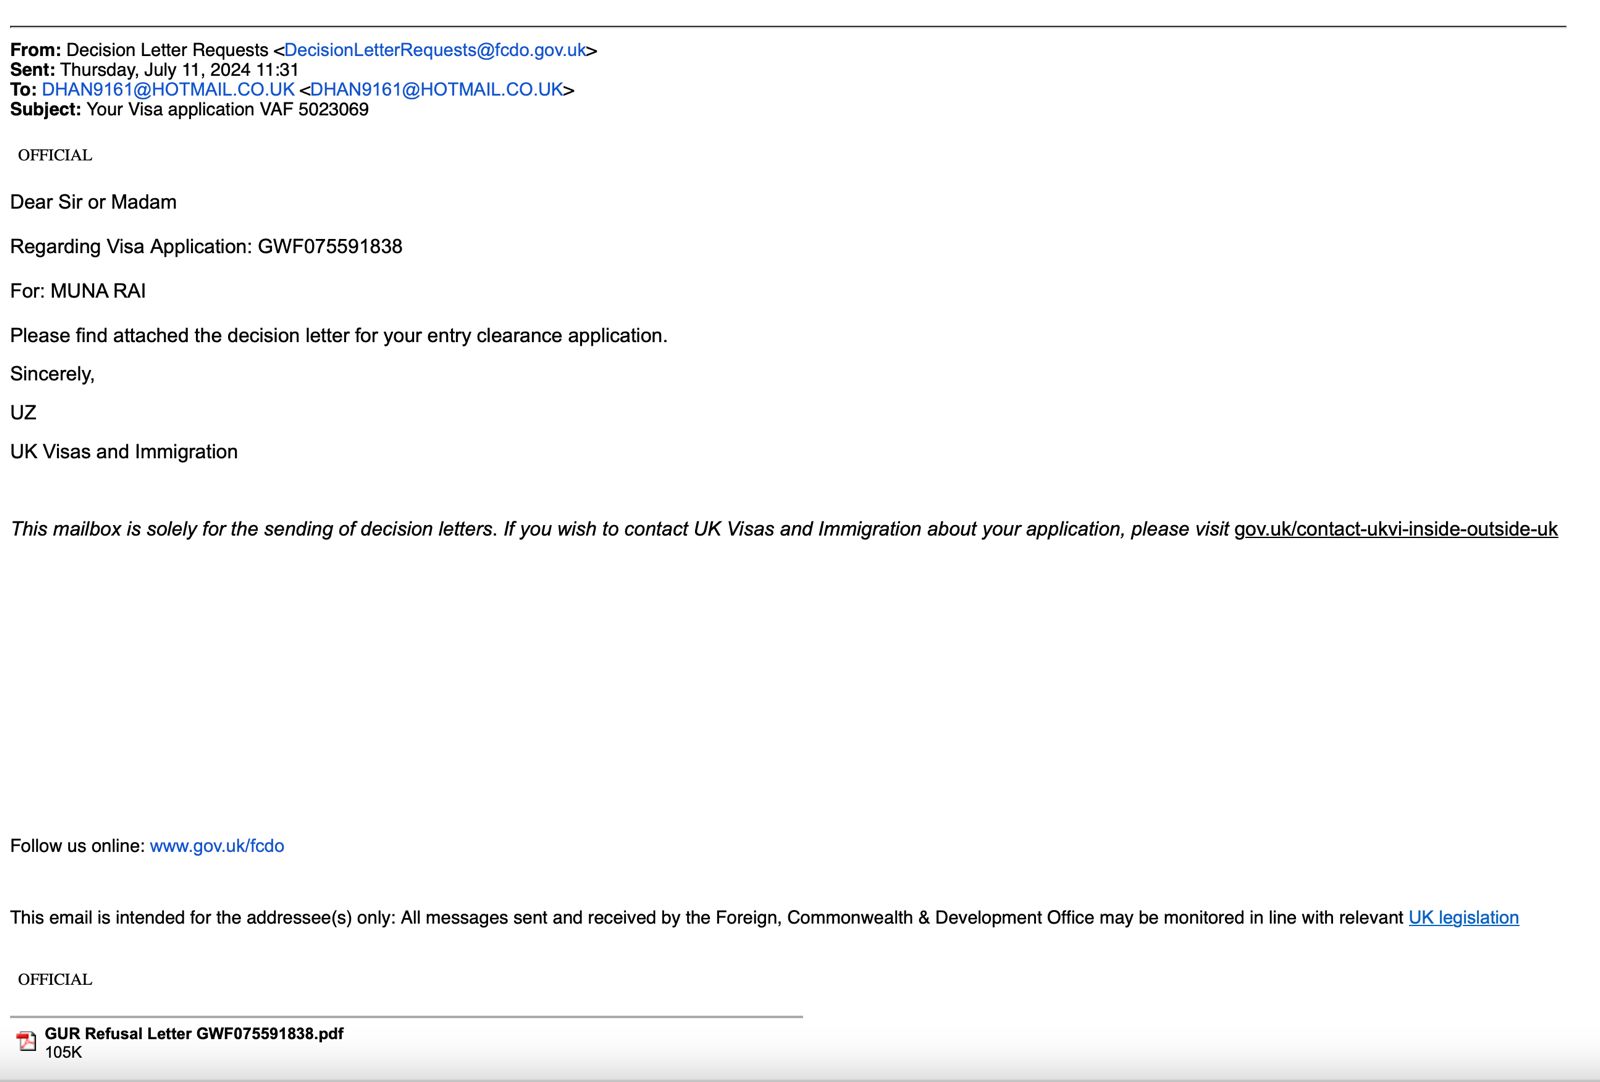 From: Decision Letter Requests <DecisionLetterRequests@fcdo.gov.uk>
Sent: Thursday, July 11, 2024 11:31
To: DHAN9161@HOTMAIL.CO.UK <DHAN9161@HOTMAIL.CO.UK>
Subject: Your Visa application VAF 5023069
OFFICIAL
Dear Sir or Madam
Regarding Visa Application: GWF075591838
For: MUNA RAI
Please find attached the decision letter for your entry clearance application.
Sincerely,
UZ
UK Visas and Immigration
This mailbox is solely for the sending of decision letters. If you wish to contact UK Visas and Immigration about your application, please visit gov.uk/contact-ukvi-inside-outside-uk
Follow us online: www.gov.uk/fcdo
This email is intended for the addressee(s) only: All messages sent and received by the Foreign, Commonwealth & Development Office may be monitored in line with relevant UK legislation
OFFICIAL
GUR Refusal Letter GWF075591838.pdf
105K